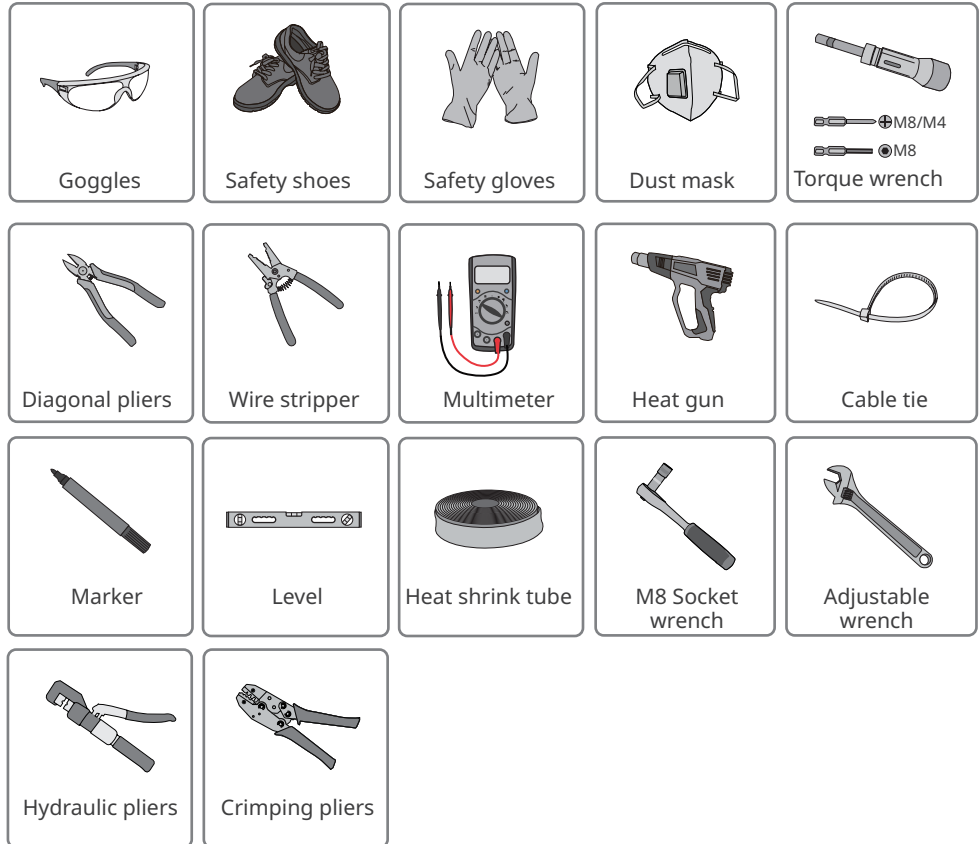 Goggles
Safety shoes
Safety gloves
Dust mask
M8/M4
M8
Torque wrench
Diagonal pliers
Wire stripper
Multimeter
Heat gun
Cable tie
Marker
Level
Heat shrink tube
M8 Socket
wrench
Adjustable
wrench
Hydraulic pliers
Crimping pliers